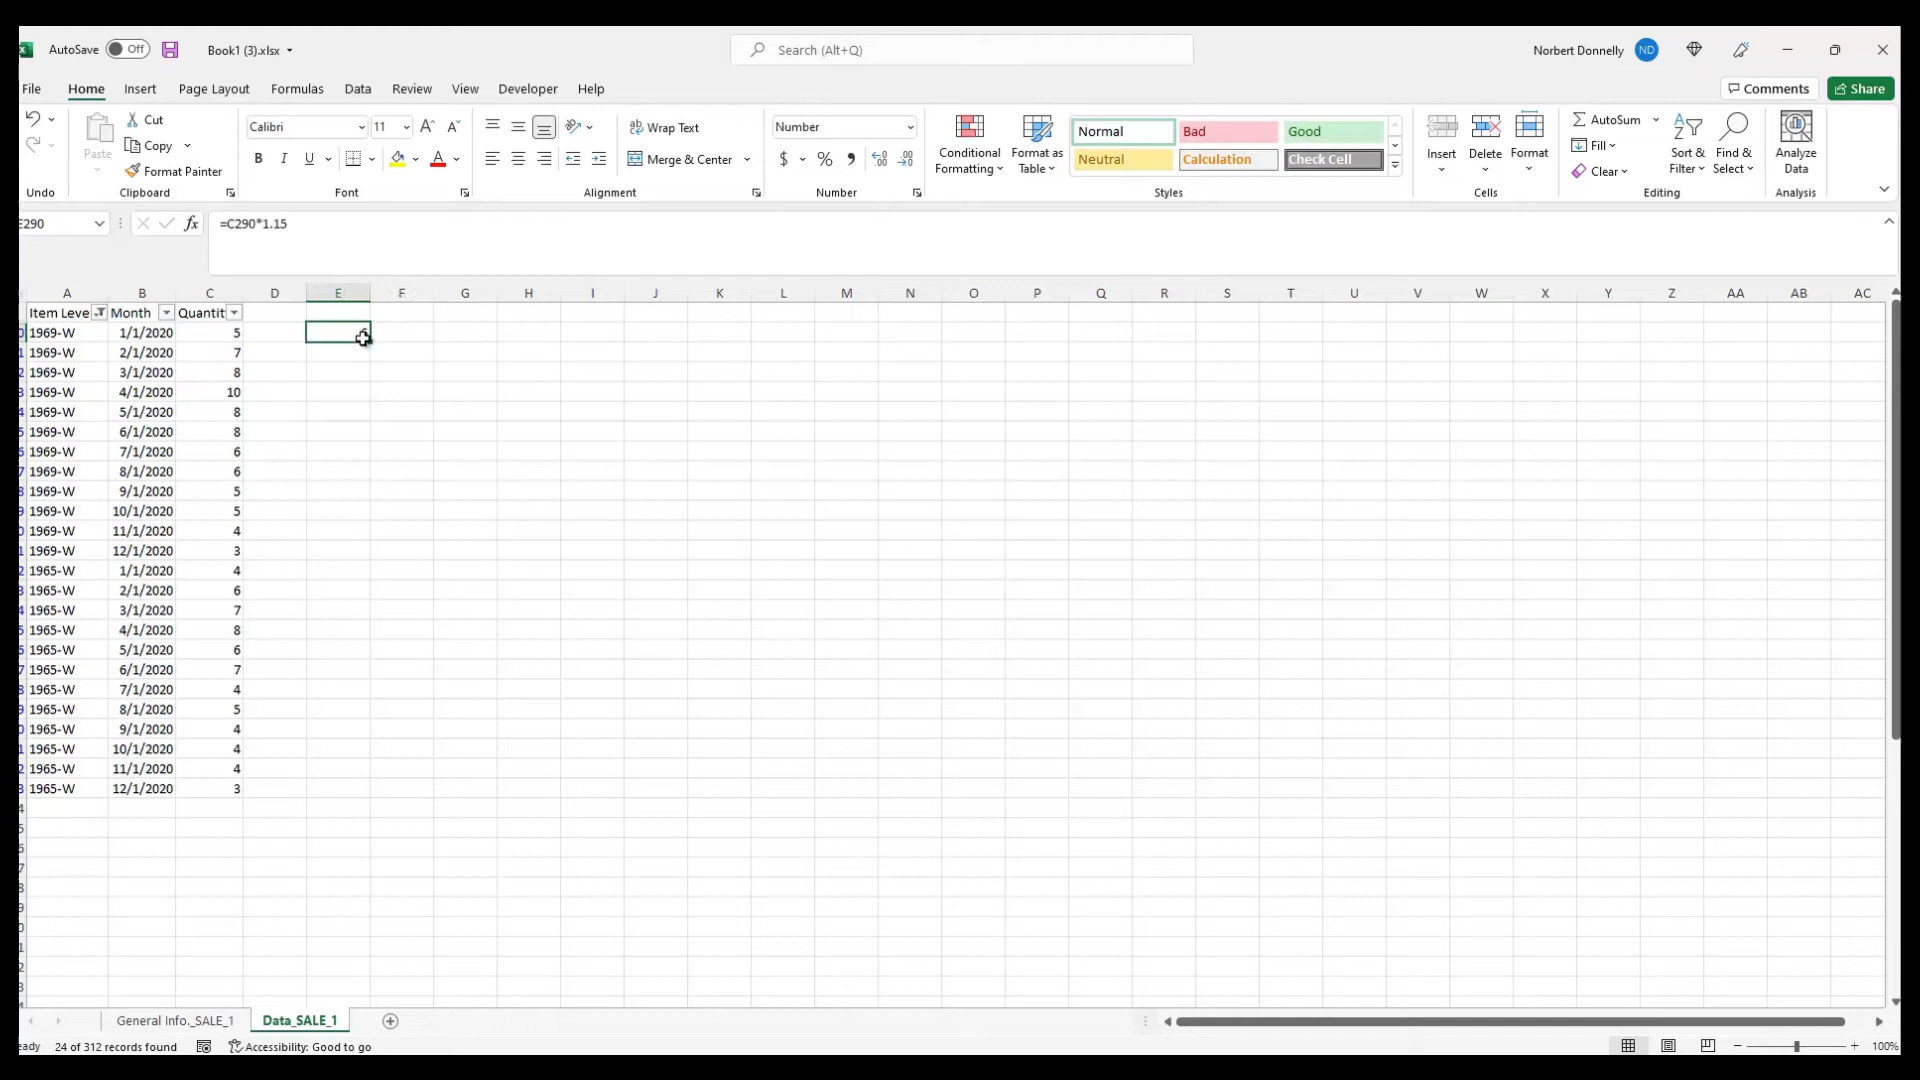 AutoSave Off Book1 (3).xlsx Search (Alt+Q) Norbert Donnelly ND
File Home Insert Page Layout Formulas Data Review View Developer Help Comments Share
Undo
Paste Cut Copy Format Painter Clipboard
Calibri 11 B I U Font
Wrap Text Merge & Center Alignment
Number $ % Number
Conditional Formatting Format as Table Normal Bad Good Neutral Calculation Check Cell Styles
Insert Delete Format Cells
AutoSum Fill Clear Sort & Filter Find & Select Editing
Analyze Data Analysis
E290 fx =C290*1.15
A B C D E F G H I J K L M N O P Q R S T U V W X Y Z AA AB AC
Item Leve Month Quantit
1969-W 1/1/2020 5
1969-W 2/1/2020 7
1969-W 3/1/2020 8
1969-W 4/1/2020 10
1969-W 5/1/2020 8
1969-W 6/1/2020 8
1969-W 7/1/2020 6
1969-W 8/1/2020 6
1969-W 9/1/2020 5
1969-W 10/1/2020 5
1969-W 11/1/2020 4
1969-W 12/1/2020 3
1965-W 1/1/2020 4
1965-W 2/1/2020 6
1965-W 3/1/2020 7
1965-W 4/1/2020 8
1965-W 5/1/2020 6
1965-W 6/1/2020 7
1965-W 7/1/2020 4
1965-W 8/1/2020 5
1965-W 9/1/2020 4
1965-W 10/1/2020 4
1965-W 11/1/2020 4
1965-W 12/1/2020 3
General Info._SALE_1 Data_SALE_1
eady 24 of 312 records found Accessibility: Good to go 100%